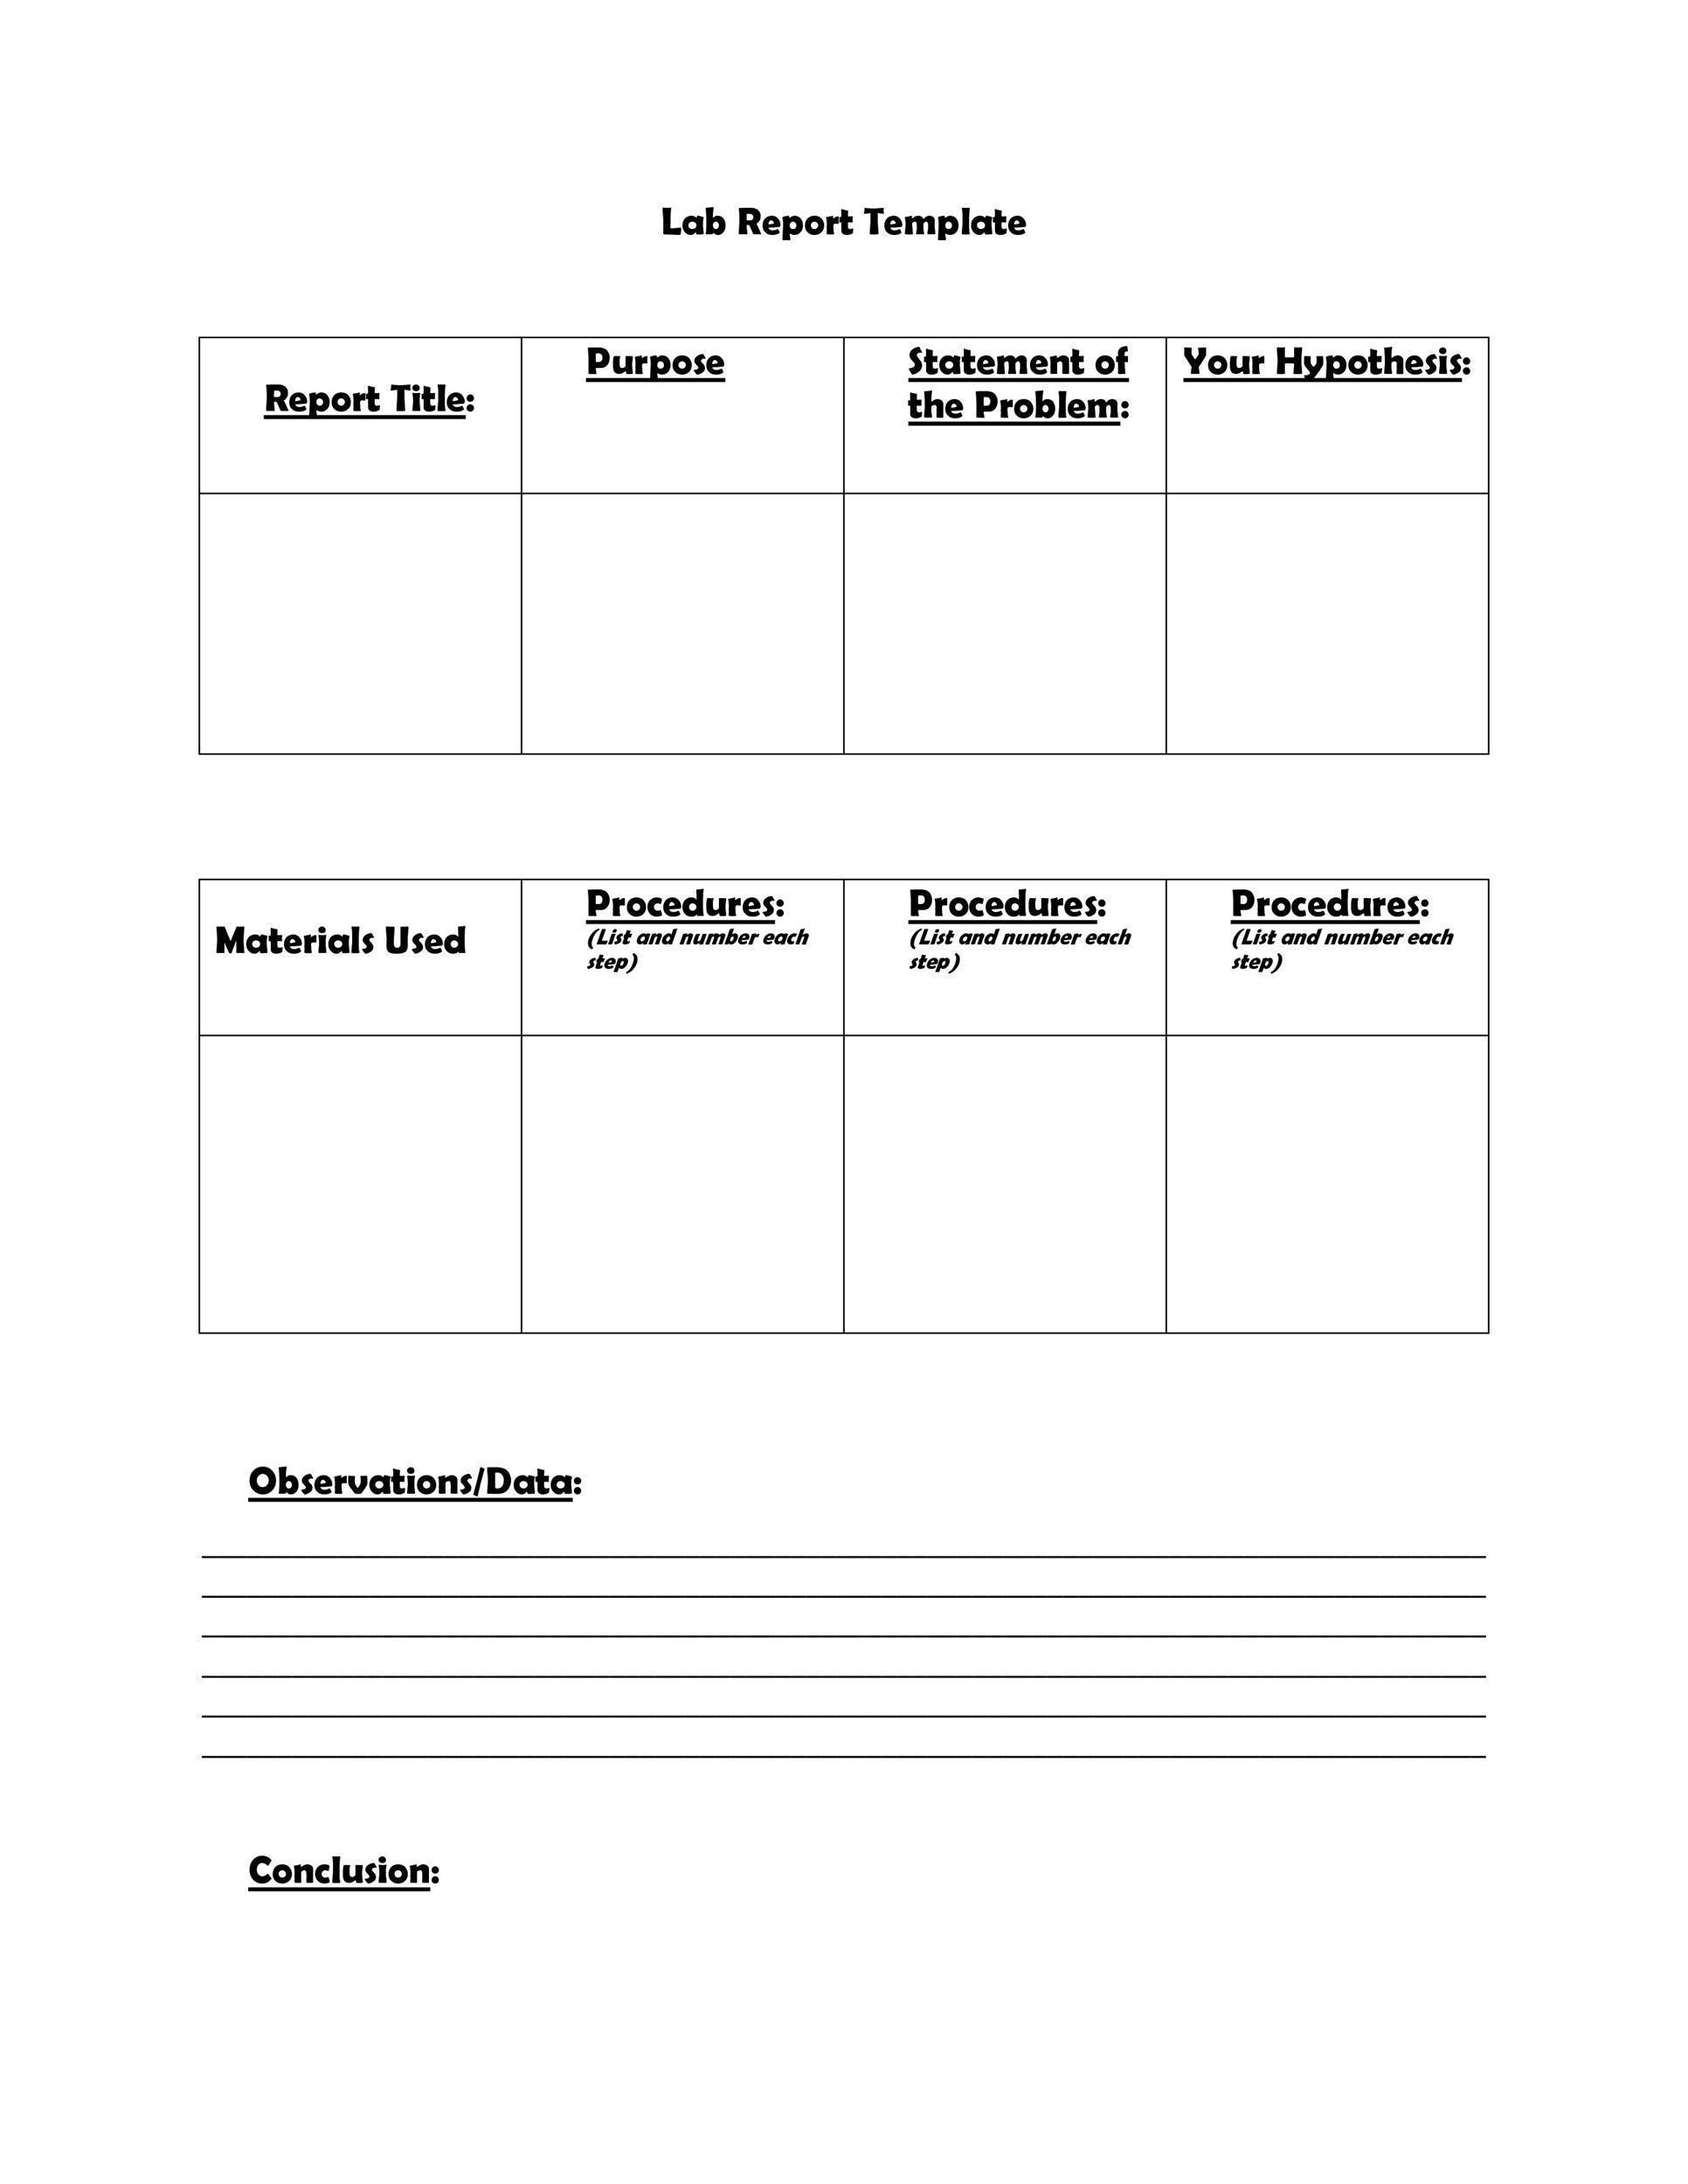 Lab Report Template
Report Title:
Purpose
Statement of
the Problem:
Your Hypothesis:
Materials Used
Procedures:
(List and number each
step)
Procedures:
(List and number each
step)
Procedures:
(List and number each
step)
Observations/Data:
Conclusion: